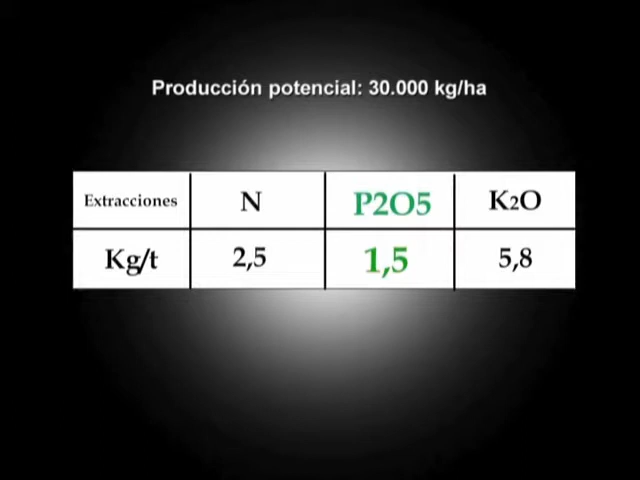 Producción potencial: 30.000 kg/ha
Extracciones N P2O5 K2O
Kg/t 2,5 1,5 5,8